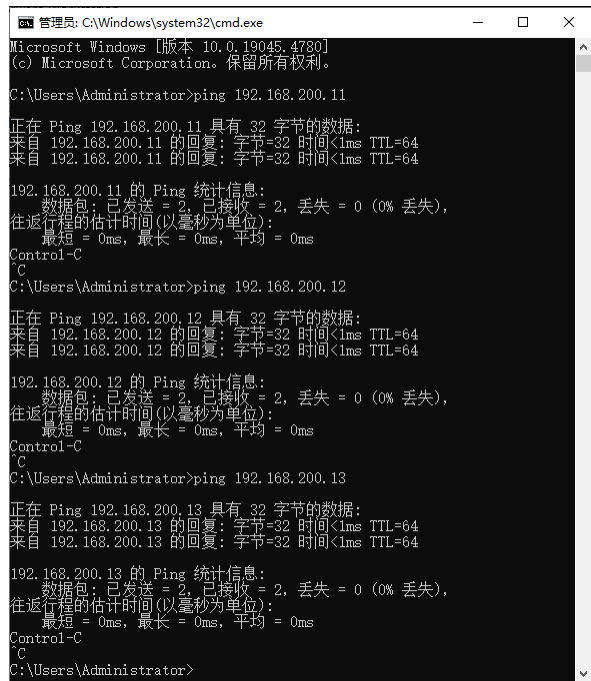 管理员: C:\Windows\system32\cmd.exe
Microsoft Windows [版本 10.0.19045.4780]
(c) Microsoft Corporation。保留所有权利。
C:\Users\Administrator>ping 192.168.200.11
正在 Ping 192.168.200.11 具有 32 字节的数据:
来自 192.168.200.11 的回复: 字节=32 时间<1ms TTL=64
来自 192.168.200.11 的回复: 字节=32 时间<1ms TTL=64
192.168.200.11 的 Ping 统计信息:
数据包: 已发送 = 2，已接收 = 2，丢失 = 0 (0% 丢失)，
往返行程的估计时间(以毫秒为单位):
最短 = 0ms，最长 = 0ms，平均 = 0ms
Control-C
^C
C:\Users\Administrator>ping 192.168.200.12
正在 Ping 192.168.200.12 具有 32 字节的数据:
来自 192.168.200.12 的回复: 字节=32 时间<1ms TTL=64
来自 192.168.200.12 的回复: 字节=32 时间<1ms TTL=64
192.168.200.12 的 Ping 统计信息:
数据包: 已发送 = 2，已接收 = 2，丢失 = 0 (0% 丢失)，
往返行程的估计时间(以毫秒为单位):
最短 = 0ms，最长 = 0ms，平均 = 0ms
Control-C
^C
C:\Users\Administrator>ping 192.168.200.13
正在 Ping 192.168.200.13 具有 32 字节的数据:
来自 192.168.200.13 的回复: 字节=32 时间<1ms TTL=64
来自 192.168.200.13 的回复: 字节=32 时间<1ms TTL=64
192.168.200.13 的 Ping 统计信息:
数据包: 已发送 = 2，已接收 = 2，丢失 = 0 (0% 丢失)，
往返行程的估计时间(以毫秒为单位):
最短 = 0ms，最长 = 0ms，平均 = 0ms
Control-C
^C
C:\Users\Administrator>